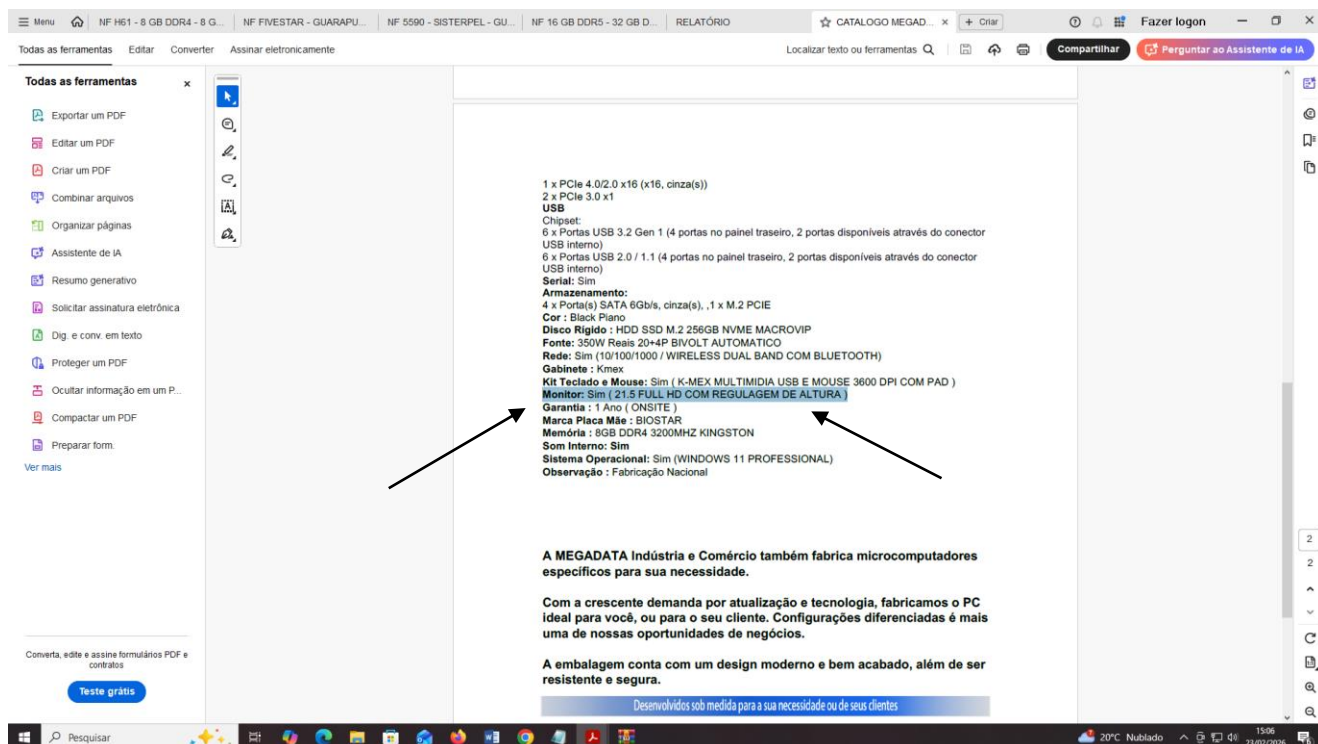 Menu
NF H61 - 8 GB DDR4 - 8 G...
NF FIVESTAR - GUARAPU...
NF 5590 - SISTERPEL - GU...
NF 16 GB DDR5 - 32 GB D...
RELATÓRIO
CATALOGO MEGAD...
+ Criar
Fazer logon
Todas as ferramentas
Editar
Converter
Assinar eletronicamente
Localizar texto ou ferramentas
Compartilhar
Perguntar ao Assistente de IA
Todas as ferramentas
Exportar um PDF
Editar um PDF
Criar um PDF
Combinar arquivos
Organizar páginas
Assistente de IA
Resumo generativo
Solicitar assinatura eletrônica
Dig. e conv. em texto
Proteger um PDF
Ocultar informação em um P...
Compactar um PDF
Preparar form.
Ver mais
Converta, edite e assine formulários PDF e
contratos
Teste grátis
1 x PCIe 4.0/2.0 x16 (x16, cinza(s))
2 x PCIe 3.0 x1
USB
Chipset:
6 x Portas USB 3.2 Gen 1 (4 portas no painel traseiro, 2 portas disponíveis através do conector
USB interno)
6 x Portas USB 2.0 / 1.1 (4 portas no painel traseiro, 2 portas disponíveis através do conector
USB interno)
Serial: Sim
Armazenamento:
4 x Porta(s) SATA 6Gb/s, cinza(s), ,1 x M.2 PCIE
Cor : Black Piano
Disco Rigido : HDD SSD M.2 256GB NVME MACROVIP
Fonte: 350W Reais 20+4P BIVOLT AUTOMATICO
Rede: Sim (10/100/1000 / WIRELESS DUAL BAND COM BLUETOOTH)
Gabinete : Kmex
Kit Teclado e Mouse: Sim ( K-MEX MULTIMIDIA USB E MOUSE 3600 DPI COM PAD )
Monitor: Sim ( 21.5 FULL HD COM REGULAGEM DE ALTURA )
Garantia : 1 Ano ( ONSITE )
Marca Placa Mãe : BIOSTAR
Memória : 8GB DDR4 3200MHZ KINGSTON
Som Interno: Sim
Sistema Operacional: Sim (WINDOWS 11 PROFESSIONAL)
Observação : Fabricação Nacional
A MEGADATA Indústria e Comércio também fabrica microcomputadores
específicos para sua necessidade.
Com a crescente demanda por atualização e tecnologia, fabricamos o PC
ideal para você, ou para o seu cliente. Configurações diferenciadas é mais
uma de nossas oportunidades de negócios.
A embalagem conta com um design moderno e bem acabado, além de ser
resistente e segura.
Desenvolvidos sob medida para a sua necessidade ou de seus clientes
2
2
Pesquisar
20°C Nublado
15:06
23/02/2026